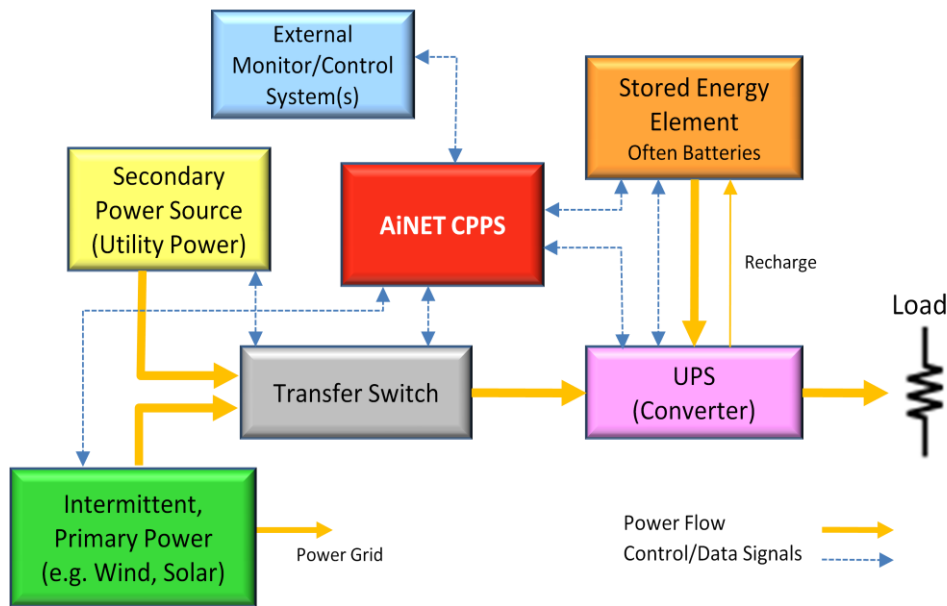 External
Monitor/Control
System(s)
Stored Energy
Element
Often Batteries
Secondary
Power Source
(Utility Power)
AiNET CPPS
Recharge
Load
Transfer Switch
UPS
(Converter)
Intermittent,
Primary Power
(e.g. Wind, Solar)
Power Grid
Power Flow
Control/Data Signals